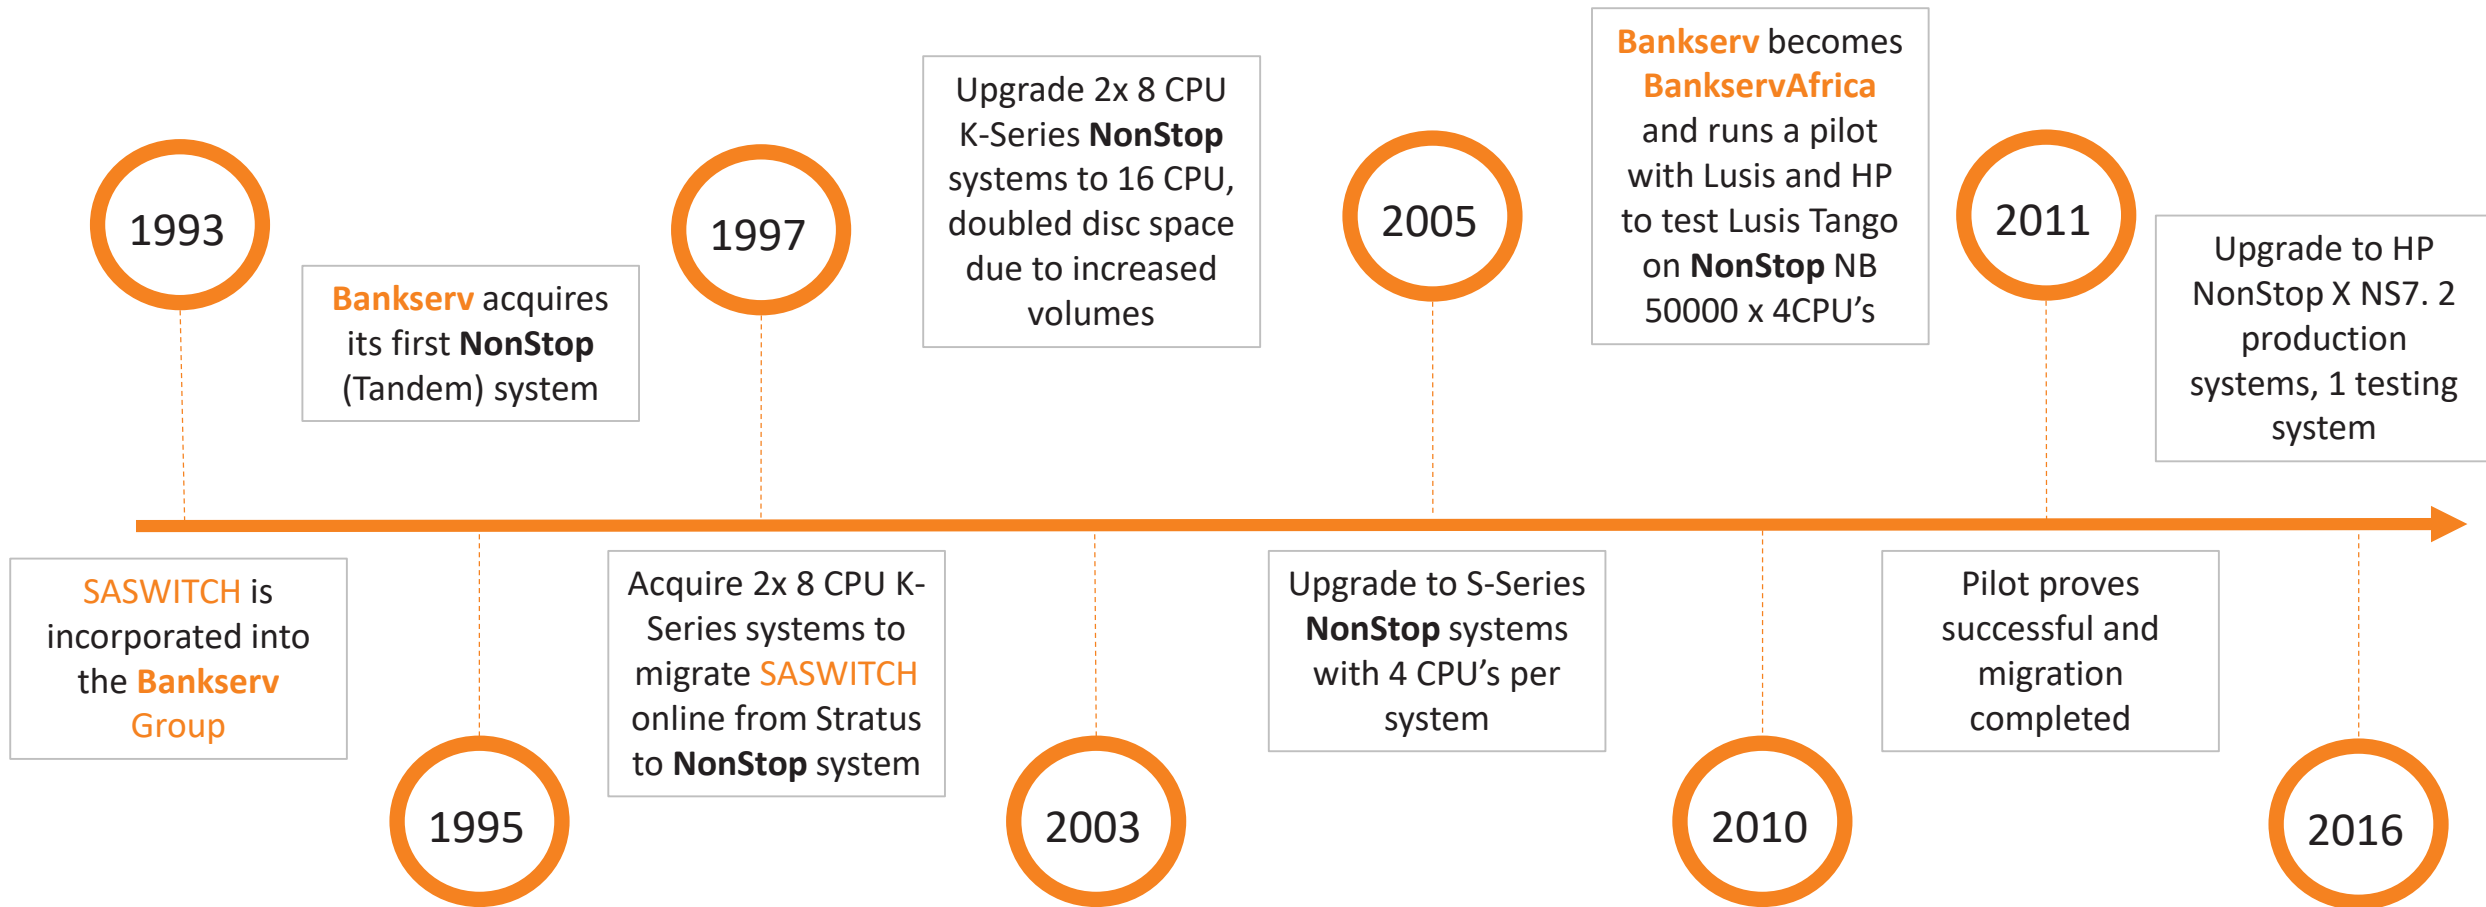 1993
SASWITCH is
incorporated into
the Bankserv
Group
Bankserv acquires
its first NonStop
(Tandem) system
1995
1997
Acquire 2x 8 CPU K-
Series systems to
migrate SASWITCH
online from Stratus
to NonStop system
Upgrade 2x 8 CPU
K-Series NonStop
systems to 16 CPU,
doubled disc space
due to increased
volumes
2003
2005
Upgrade to S-Series
NonStop systems
with 4 CPU’s per
system
Bankserv becomes
BankservAfrica
and runs a pilot
with Lusis and HP
to test Lusis Tango
on NonStop NB
50000 x 4CPU’s
2010
2011
Pilot proves
successful and
migration
completed
Upgrade to HP
NonStop X NS7. 2
production
systems, 1 testing
system
2016